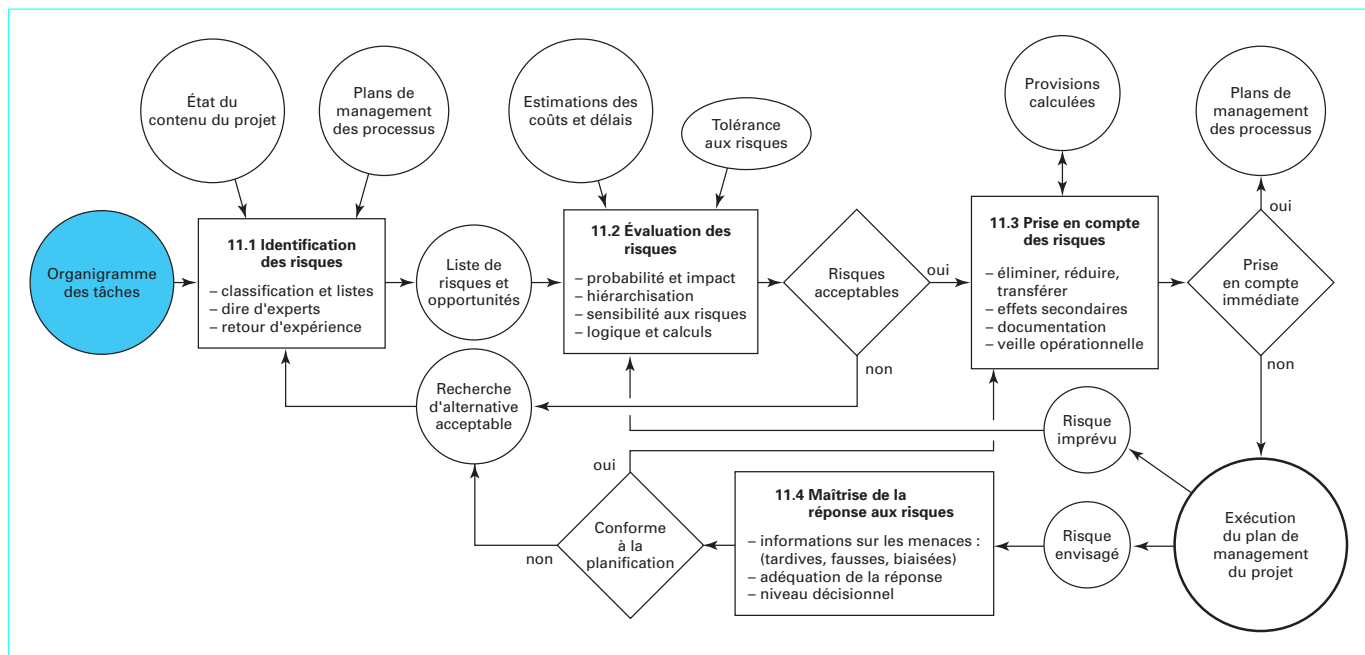 État du
contenu du projet
Plans de
management
des processus
Estimations des
coûts et délais
Tolérance
aux risques
Provisions
calculées
Plans de
management
des processus
Organigramme
des tâches
11.1 Identification
des risques
– classification et listes
– dire d'experts
– retour d'expérience
Liste de
risques et
opportunités
11.2 Évaluation des
risques
– probabilité et impact
– hiérarchisation
– sensibilité aux risques
– logique et calculs
Risques
acceptables
oui
non
11.3 Prise en compte
des risques
– éliminer, réduire,
transférer
– effets secondaires
– documentation
– veille opérationnelle
oui
Prise
en compte
immédiate
non
Recherche
d'alternative
acceptable
Risque
imprévu
oui
Conforme
à la
planification
non
11.4 Maîtrise de la
réponse aux risques
– informations sur les menaces :
(tardives, fausses, biaisées)
– adéquation de la réponse
– niveau décisionnel
Risque
envisagé
Exécution
du plan de
management
du projet